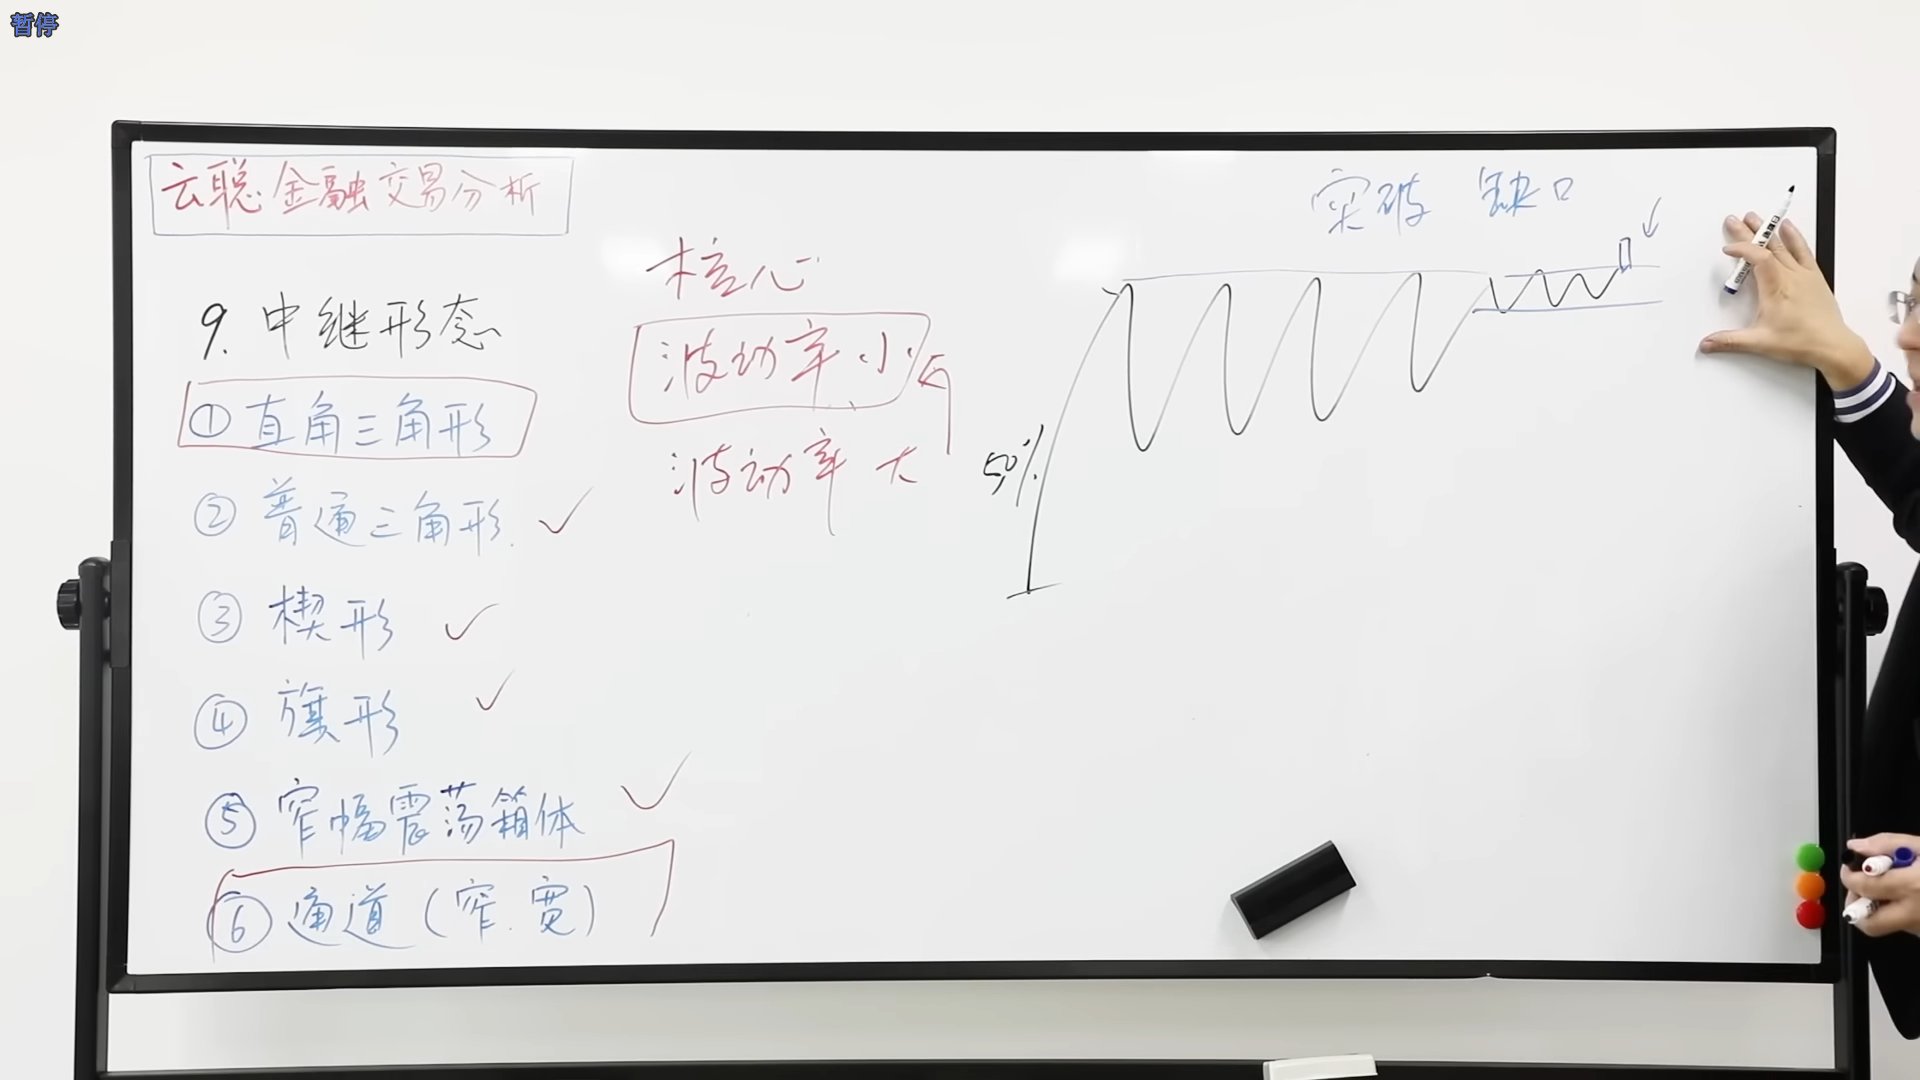 暂停
云聪金融交易分析
9. 中继形态
① 直角三角形
② 普通三角形
③ 楔形
④ 旗形
⑤ 窄幅震荡箱体
⑥ 通道(窄.宽)
核心
波动率小
波动率大
50%
突破 缺口